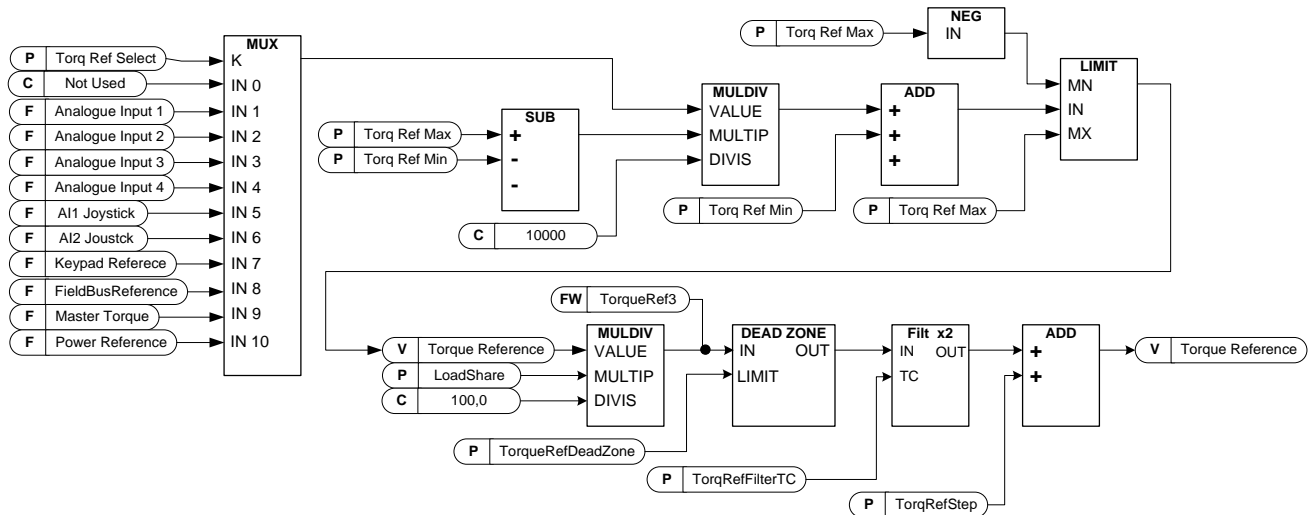 NEG
P Torq Ref Max
IN
MUX
P Torq Ref Select
K
C Not Used
IN 0
F Analogue Input 1
IN 1
F Analogue Input 2
IN 2
F Analogue Input 3
IN 3
F Analogue Input 4
IN 4
F AI1 Joystick
IN 5
F AI2 Joustck
IN 6
F Keypad Referece
IN 7
F FieldBusReference
IN 8
F Master Torque
IN 9
F Power Reference
IN 10
SUB
P Torq Ref Max
+
P Torq Ref Min
-
-
C 10000
MULDIV
VALUE
MULTIP
DIVIS
ADD
+
+
+
P Torq Ref Min
P Torq Ref Max
LIMIT
MN
IN
MX
FW TorqueRef3
MULDIV
V Torque Reference
VALUE
P LoadShare
MULTIP
C 100,0
DIVIS
DEAD ZONE
IN OUT
LIMIT
P TorqueRefDeadZone
Filt x2
IN OUT
TC
P TorqRefFilterTC
ADD
+
+
P TorqRefStep
V Torque Reference